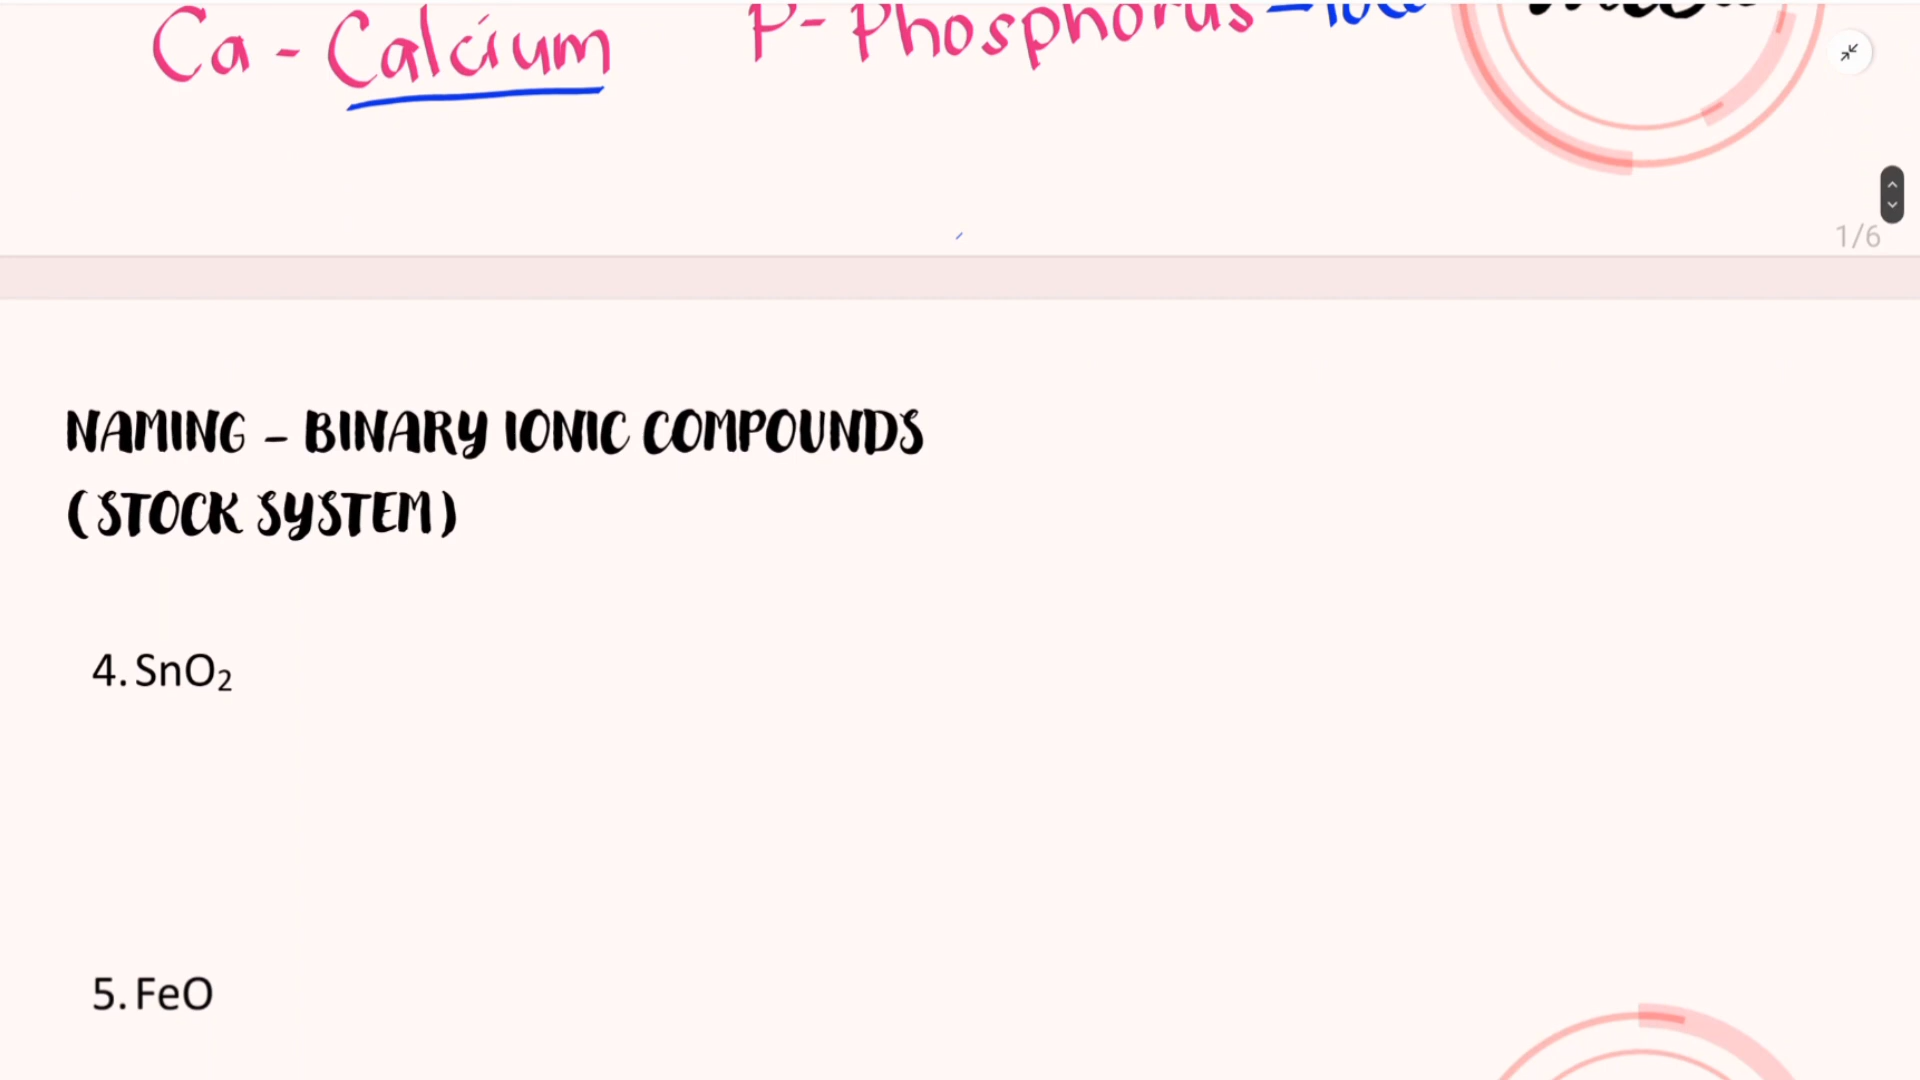 Ca - Calcium P- Phosphorus
1/6
NAMING - BINARY IONIC COMPOUNDS
(STOCK SYSTEM)
4. SnO₂
5. FeO